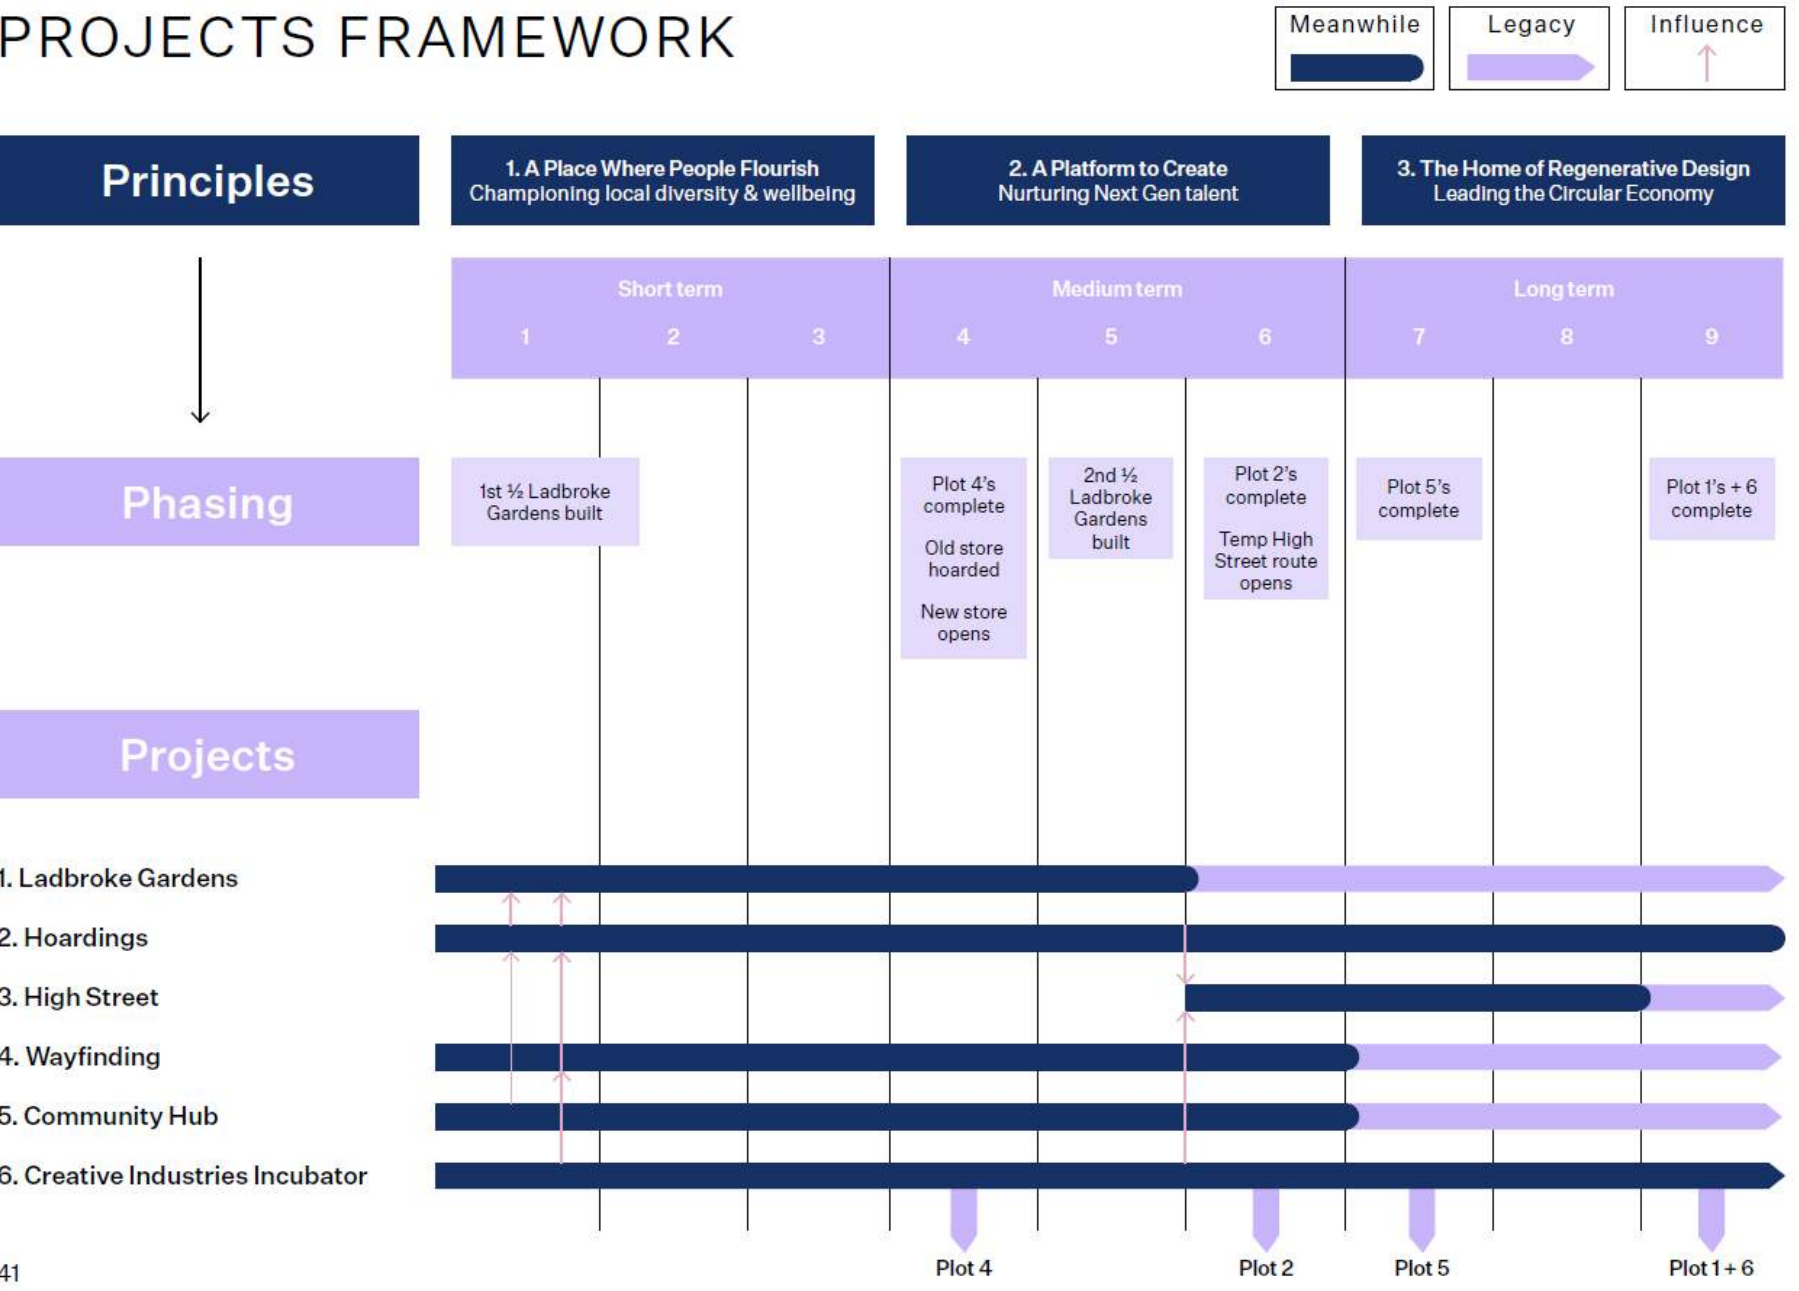 PROJECTS FRAMEWORK
Meanwhile
Legacy
Influence
Principles
1. A Place Where People Flourish
Championing local diversity & wellbeing
2. A Platform to Create
Nurturing Next Gen talent
3. The Home of Regenerative Design
Leading the Circular Economy
Short term
Medium term
Long term
1 2 3 4 5 6 7 8 9
Phasing
1st ½ Ladbroke
Gardens built
Plot 4’s
complete
Old store
hoarded
New store
opens
2nd ½
Ladbroke
Gardens
built
Plot 2’s
complete
Temp High
Street route
opens
Plot 5’s
complete
Plot 1’s + 6
complete
Projects
1. Ladbroke Gardens
2. Hoardings
3. High Street
4. Wayfinding
5. Community Hub
6. Creative Industries Incubator
Plot 4
Plot 2
Plot 5
Plot 1 + 6
41